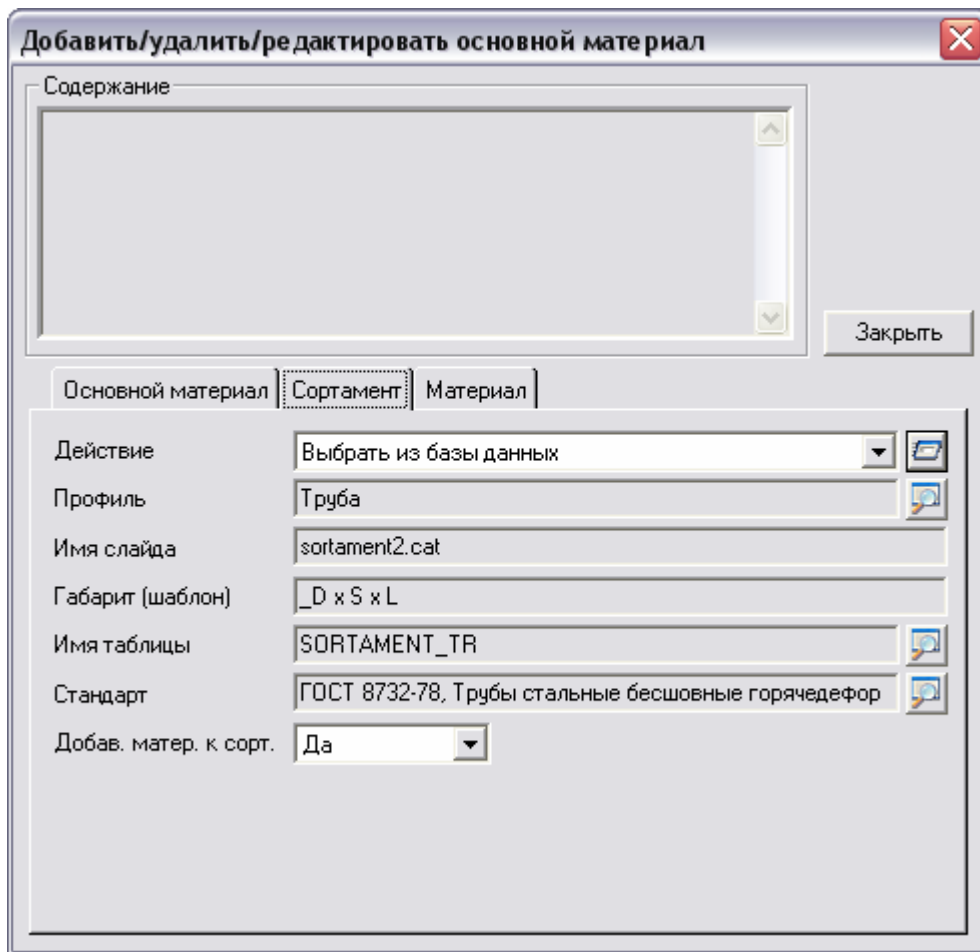 Добавить/удалить/редактировать основной материал
Содержание
Закрыть
Основной материал Сортамент Материал
Действие Выбрать из базы данных
Профиль Труба
Имя слайда sortament2.cat
Габарит (шаблон) _D x S x L
Имя таблицы SORTAMENT_TR
Стандарт ГОСТ 8732-78, Трубы стальные бесшовные горячедефор
Добав. матер. к сорт. Да